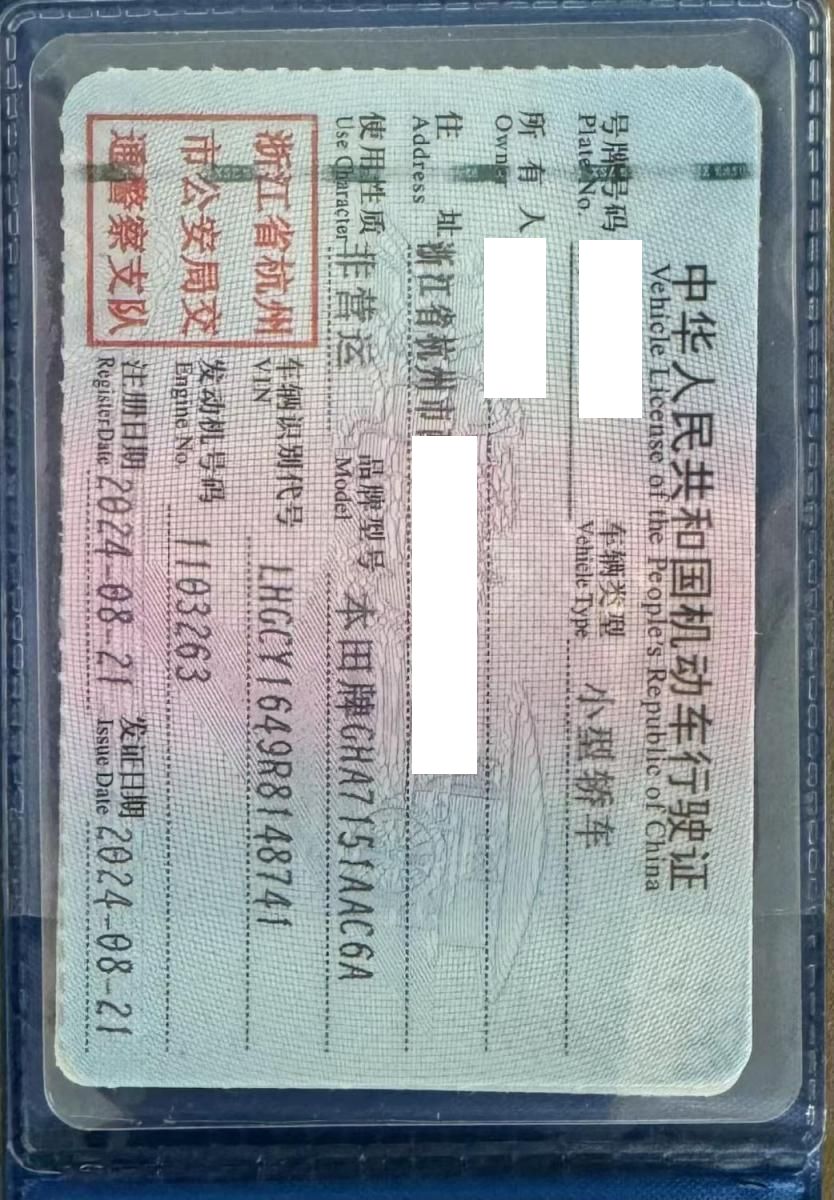 中华人民共和国机动车行驶证
Vehicle License of the People's Republic of China
号牌号码 车辆类型 小型轿车
Plate No. Vehicle Type
所有人
Owner
住 址 浙江省杭州市
Address
使用性质 非营运 品牌型号 本田牌GHA7151AAC6A
Use Character Model
浙江省杭州
市公安局交
通警察支队
车辆识别代号 LHGCY1649R8148741
VIN
发动机号码 1103263
Engine No.
注册日期 2024-08-21 发证日期 2024-08-21
Register Date Issue Date